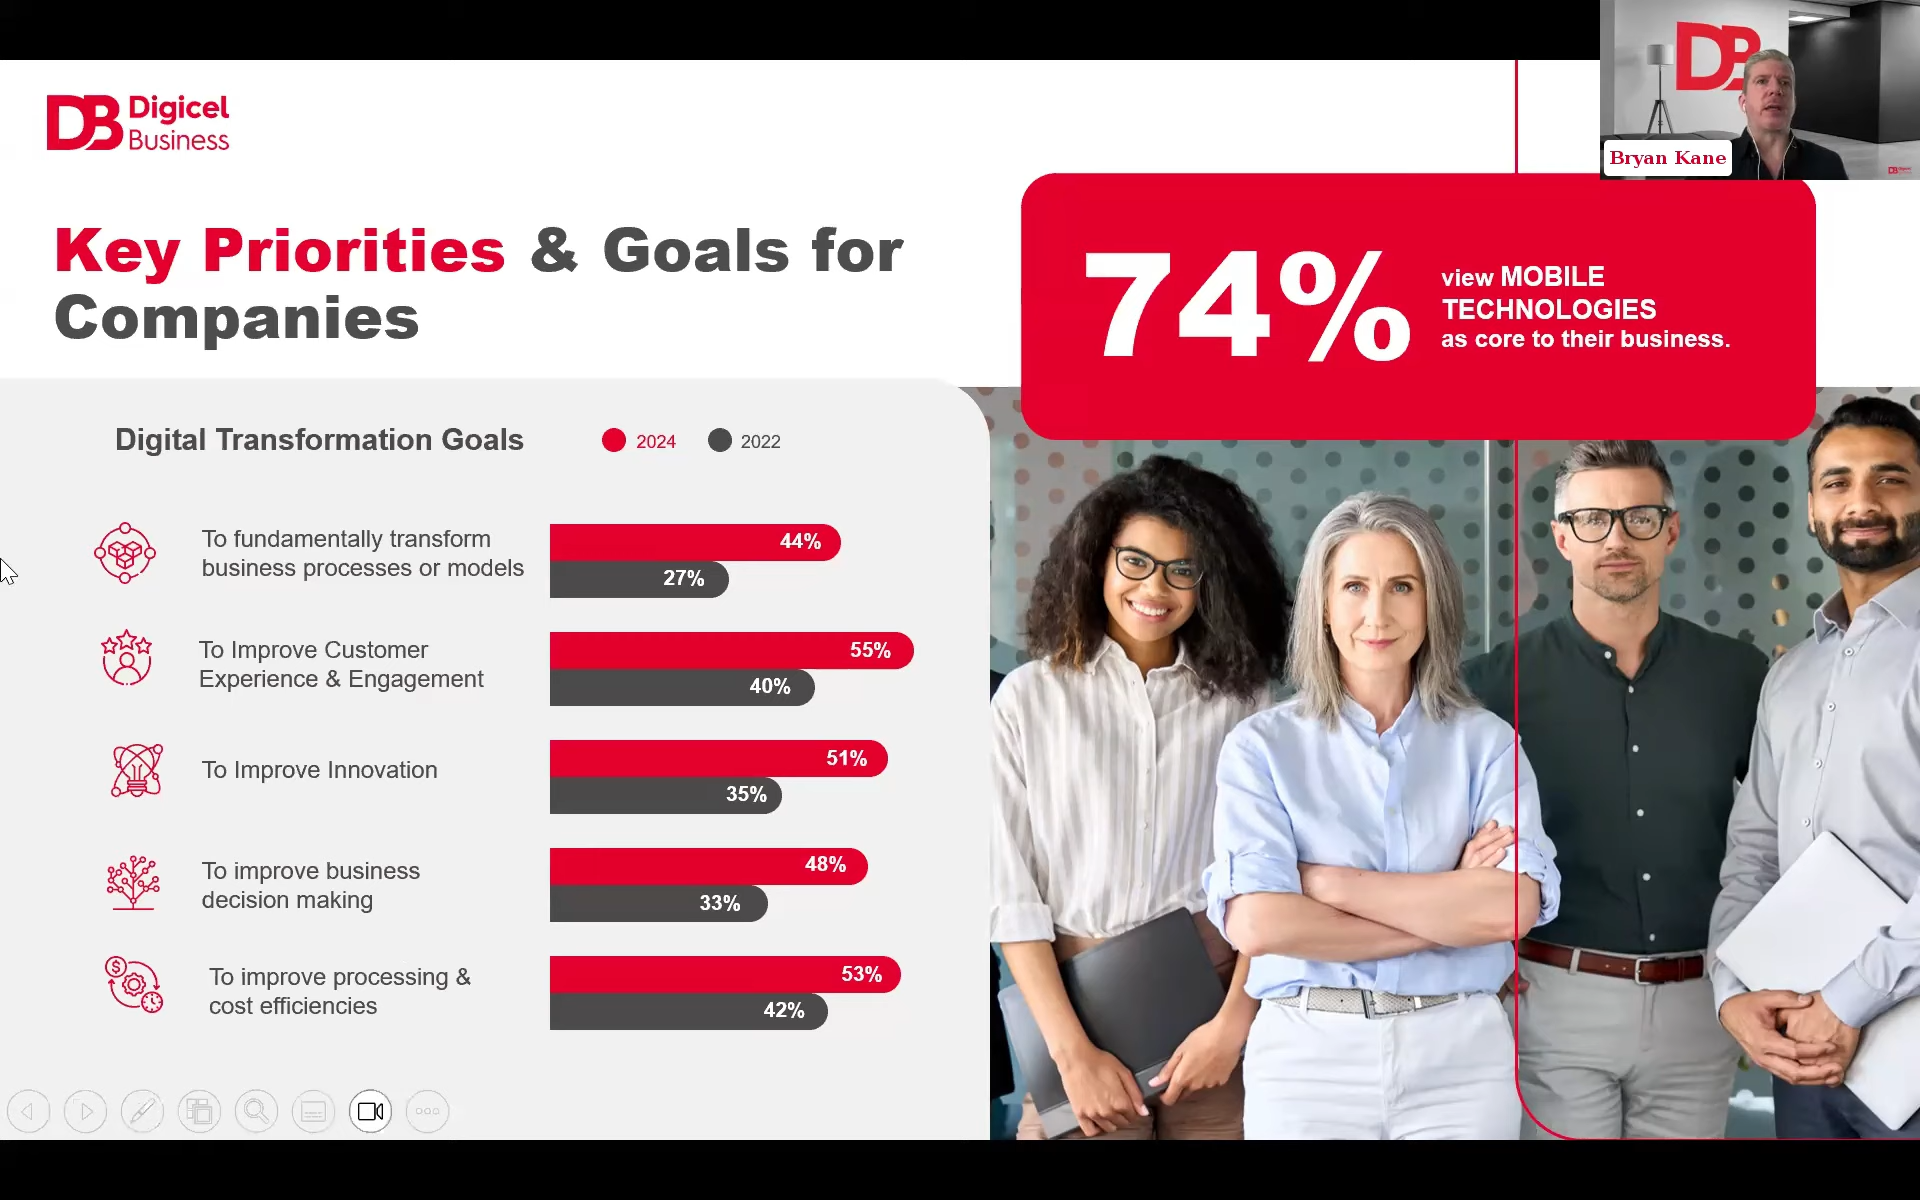 DB
Bryan Kane
DB Digicel
Business
Key Priorities & Goals for
Companies
74%
view MOBILE
TECHNOLOGIES
as core to their business.
Digital Transformation Goals
2024
2022
To fundamentally transform
business processes or models
44%
27%
To Improve Customer
Experience & Engagement
55%
40%
To Improve Innovation
51%
35%
To improve business
decision making
48%
33%
To improve processing &
cost efficiencies
53%
42%